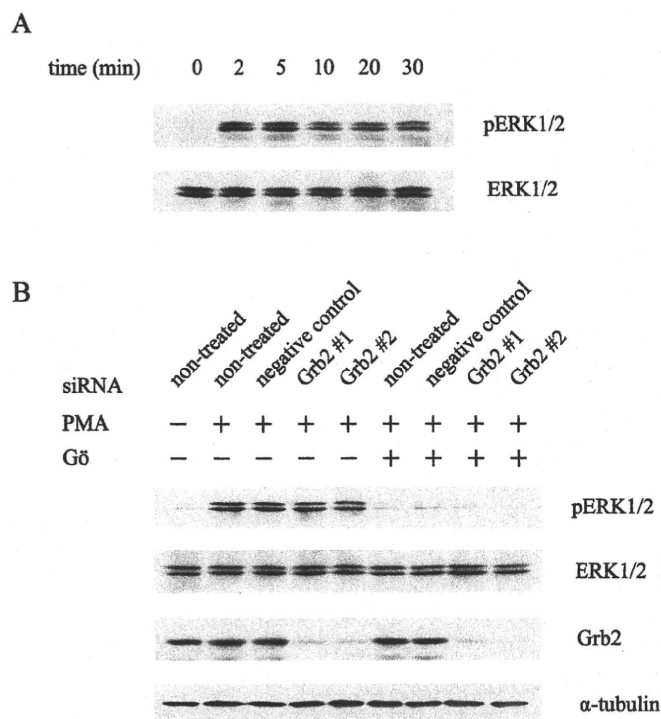 A
time (min) 0 2 5 10 20 30
pERK1/2
ERK1/2
B
siRNA non-treated non-treated negative control Grb2 #1 Grb2 #2 non-treated negative control Grb2 #1 Grb2 #2
PMA − + + + + + + + +
Gö − − − − − + + + +
pERK1/2
ERK1/2
Grb2
α-tubulin